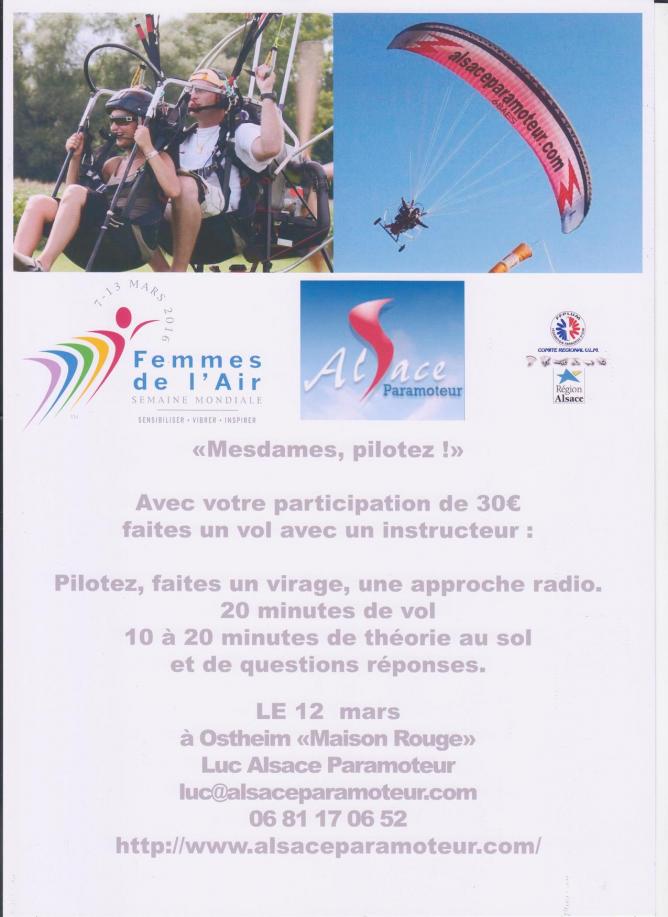 alsaceparamoteur.com
7-13 MARS 2016
Femmes
de l'Air
SEMAINE MONDIALE
SENSIBILISER • VIBRER • INSPIRER
TM
Alsace
Paramoteur
FFPLUM
COMITE REGIONAL U.L.M.
Région
Alsace
«Mesdames, pilotez !»
Avec votre participation de 30€
faites un vol avec un instructeur :
Pilotez, faites un virage, une approche radio.
20 minutes de vol
10 à 20 minutes de théorie au sol
et de questions réponses.
LE 12 mars
à Ostheim «Maison Rouge»
Luc Alsace Paramoteur
luc@alsaceparamoteur.com
06 81 17 06 52
http://www.alsaceparamoteur.com/